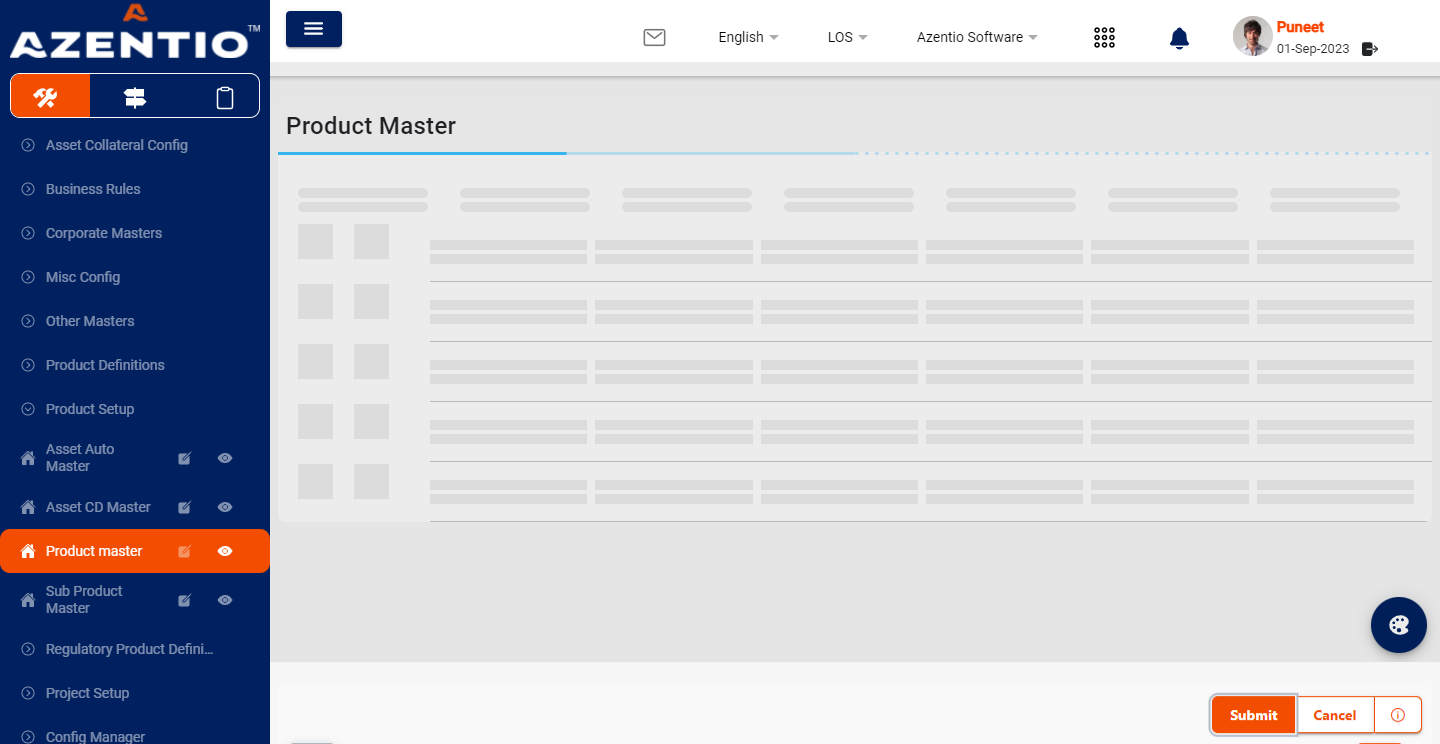 AZENTIO™
English
LOS
Azentio Software
Puneet
01-Sep-2023
Asset Collateral Config
Business Rules
Corporate Masters
Misc Config
Other Masters
Product Definitions
Product Setup
Asset Auto
Master
Asset CD Master
Product master
Sub Product
Master
Regulatory Product Defini...
Project Setup
Config Manager
Product Master
Submit
Cancel